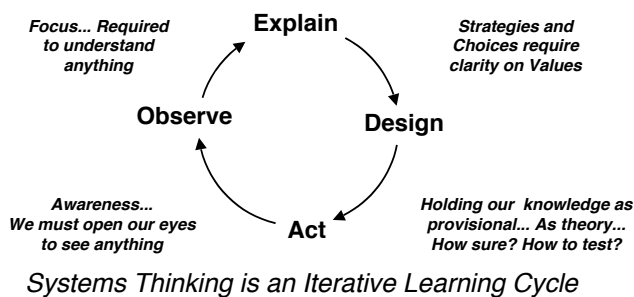 Focus... Required
to understand
anything
Explain
Strategies and
Choices require
clarity on Values
Observe
Design
Awareness...
We must open our eyes
to see anything
Act
Holding our knowledge as
provisional... As theory...
How sure? How to test?
Systems Thinking is an Iterative Learning Cycle